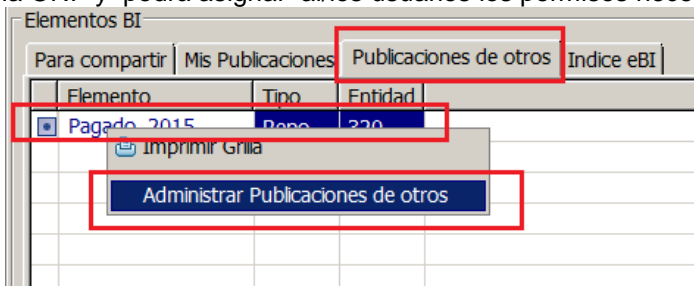 Elementos BI
Para compartir Mis Publicaciones Publicaciones de otros Indice eBI
Elemento Tipo Entidad
Pagado 2015 Repo 320
Imprimir Grilla
Administrar Publicaciones de otros